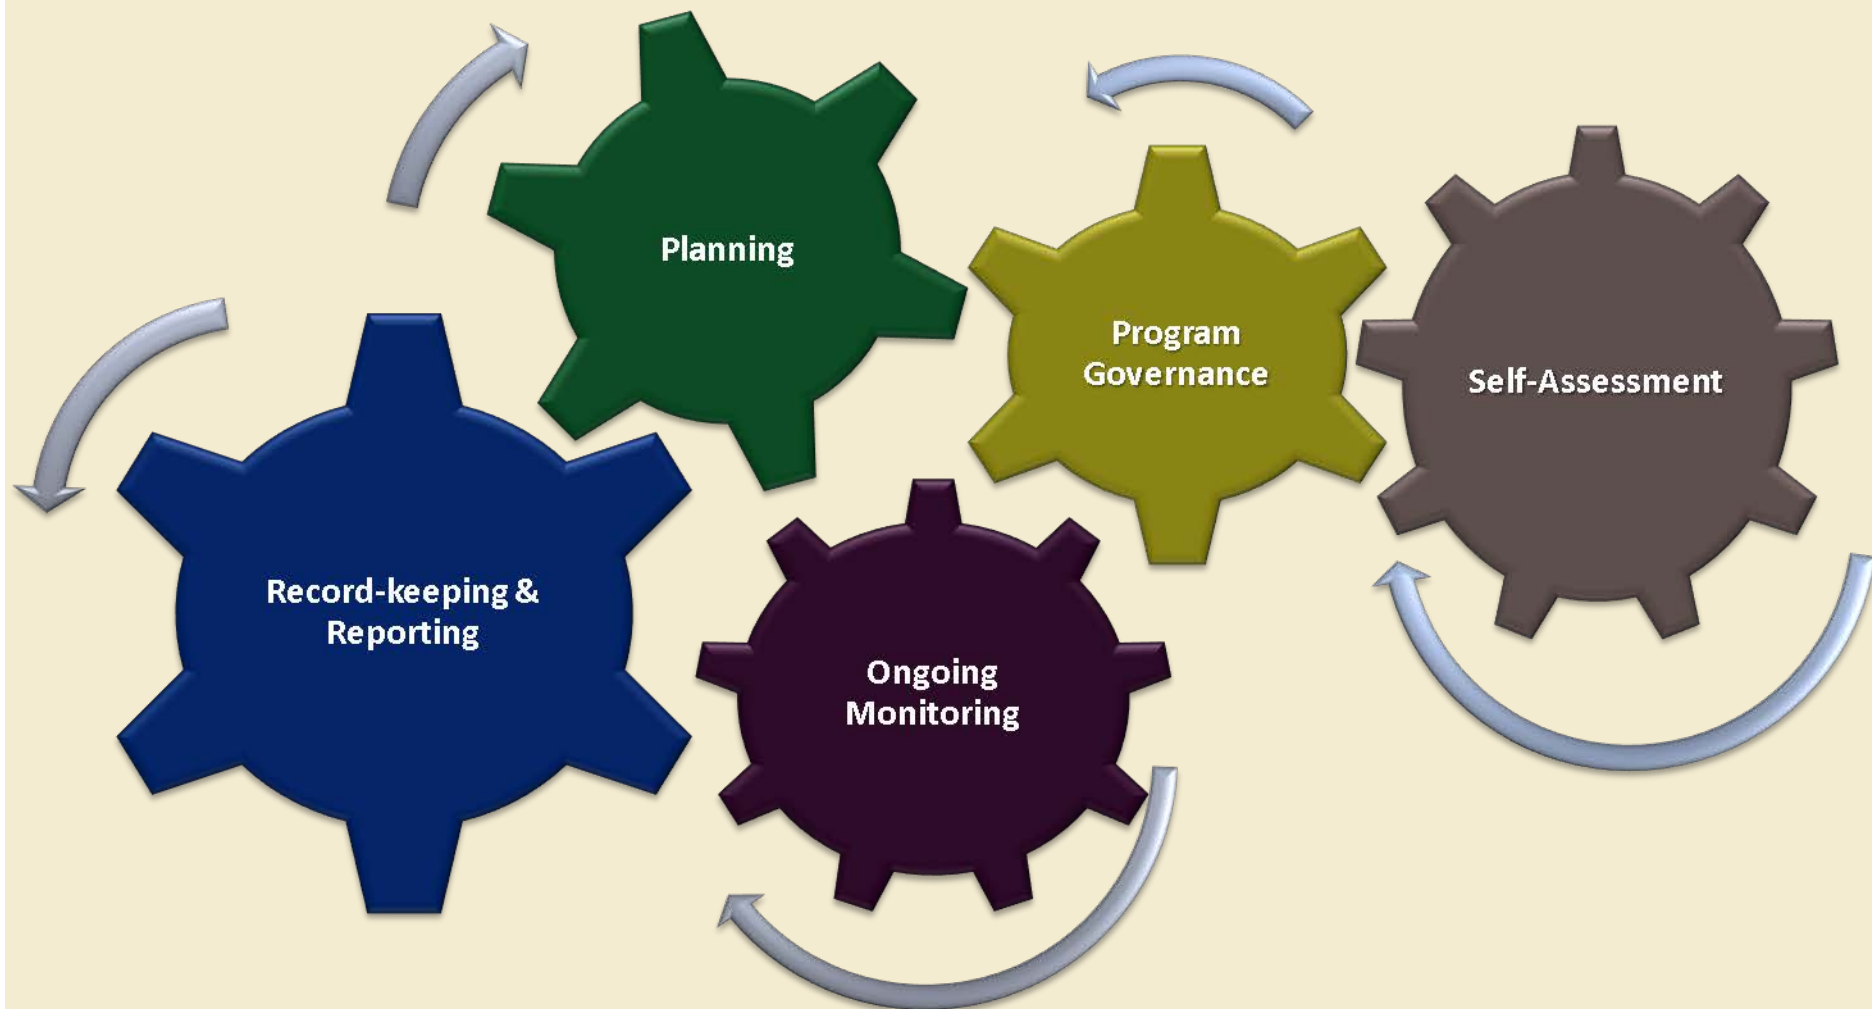 Planning
Program
Governance
Self-Assessment
Record-keeping &
Reporting
Ongoing
Monitoring